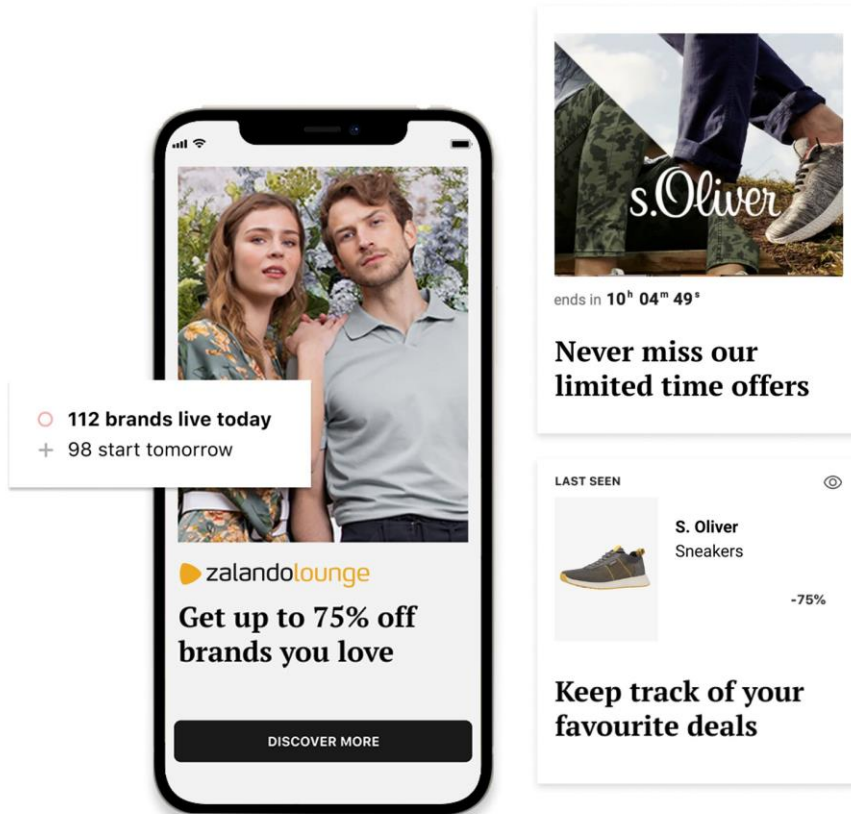 112 brands live today
98 start tomorrow
zalandolounge
Get up to 75% off
brands you love
DISCOVER MORE
s.Oliver
ends in 10h 04m 49s
Never miss our
limited time offers
LAST SEEN
S. Oliver
Sneakers
-75%
Keep track of your
favourite deals